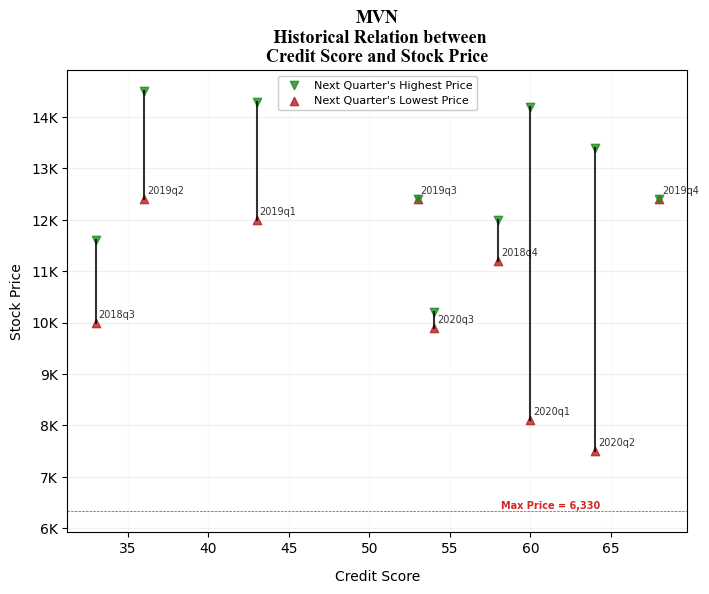 MVN
Historical Relation between
Credit Score and Stock Price
Next Quarter's Highest Price
Next Quarter's Lowest Price
14K
13K
12K
11K
10K
9K
8K
7K
6K
Stock Price
2019q2
2019q1
2019q3
2019q4
2018q4
2018q3
2020q3
2020q1
2020q2
Max Price = 6,330
35
40
45
50
55
60
65
Credit Score